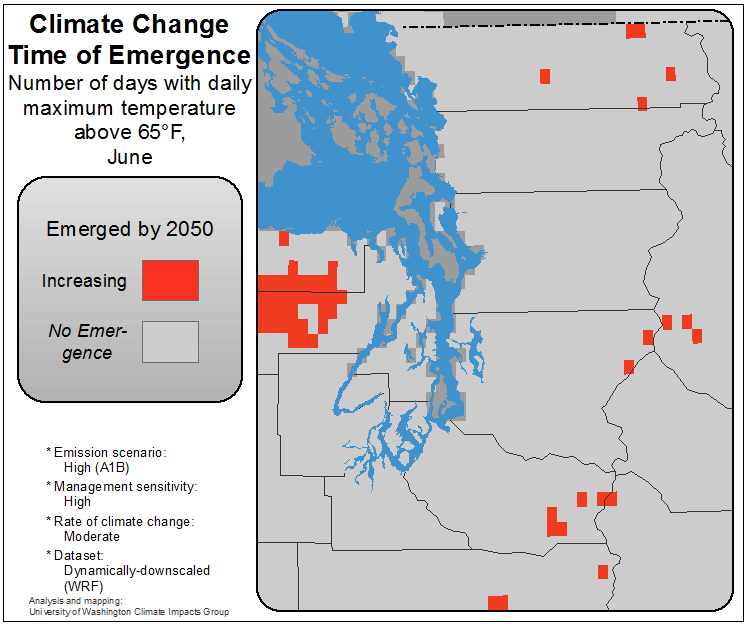 Climate Change
Time of Emergence
Number of days with daily
maximum temperature
above 65°F,
June
Emerged by 2050
Increasing
No Emer-
gence
* Emission scenario:
High (A1B)
* Management sensitivity:
High
* Rate of climate change:
Moderate
* Dataset:
Dynamically-downscaled
(WRF)
Analysis and mapping:
University of Washington Climate Impacts Group